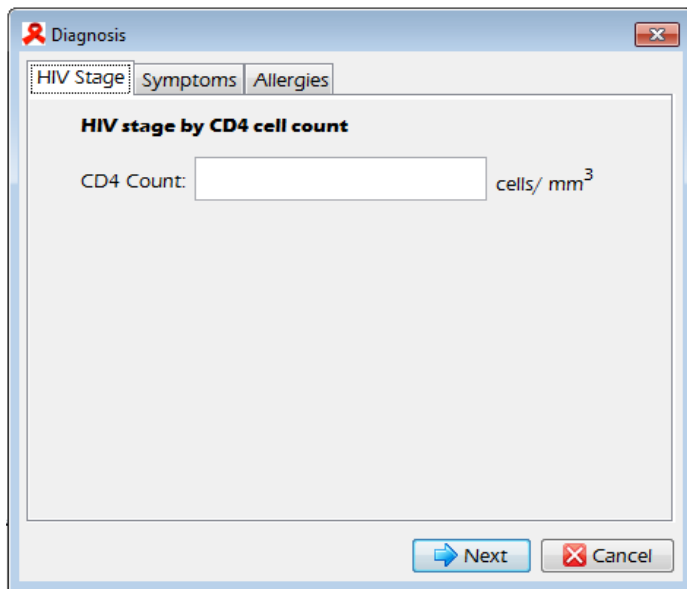 Diagnosis
HIV Stage Symptoms Allergies
HIV stage by CD4 cell count
CD4 Count: cells/ mm³
Next Cancel